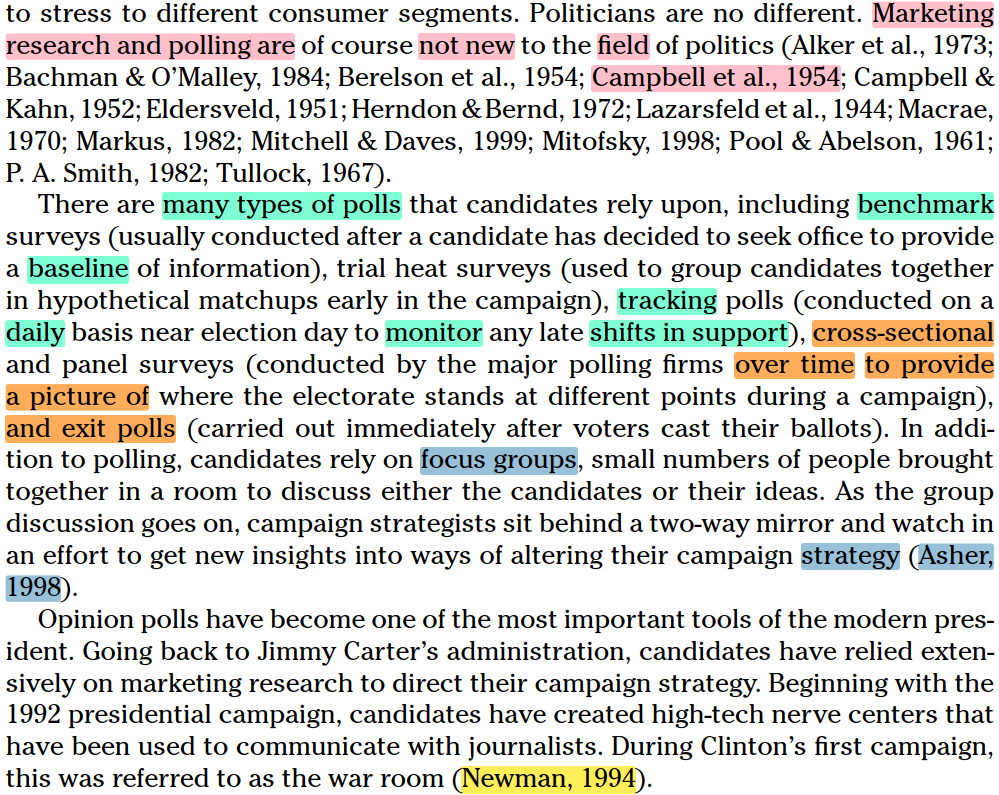 to stress to different consumer segments. Politicians are no different. Marketing
research and polling are of course not new to the field of politics (Alker et al., 1973;
Bachman & O’Malley, 1984; Berelson et al., 1954; Campbell et al., 1954; Campbell &
Kahn, 1952; Eldersveld, 1951; Herndon & Bernd, 1972; Lazarsfeld et al., 1944; Macrae,
1970; Markus, 1982; Mitchell & Daves, 1999; Mitofsky, 1998; Pool & Abelson, 1961;
P. A. Smith, 1982; Tullock, 1967).
There are many types of polls that candidates rely upon, including benchmark
surveys (usually conducted after a candidate has decided to seek office to provide
a baseline of information), trial heat surveys (used to group candidates together
in hypothetical matchups early in the campaign), tracking polls (conducted on a
daily basis near election day to monitor any late shifts in support), cross-sectional
and panel surveys (conducted by the major polling firms over time to provide
a picture of where the electorate stands at different points during a campaign),
and exit polls (carried out immediately after voters cast their ballots). In addi-
tion to polling, candidates rely on focus groups, small numbers of people brought
together in a room to discuss either the candidates or their ideas. As the group
discussion goes on, campaign strategists sit behind a two-way mirror and watch in
an effort to get new insights into ways of altering their campaign strategy (Asher,
1998).
Opinion polls have become one of the most important tools of the modern pres-
ident. Going back to Jimmy Carter’s administration, candidates have relied exten-
sively on marketing research to direct their campaign strategy. Beginning with the
1992 presidential campaign, candidates have created high-tech nerve centers that
have been used to communicate with journalists. During Clinton’s first campaign,
this was referred to as the war room (Newman, 1994).